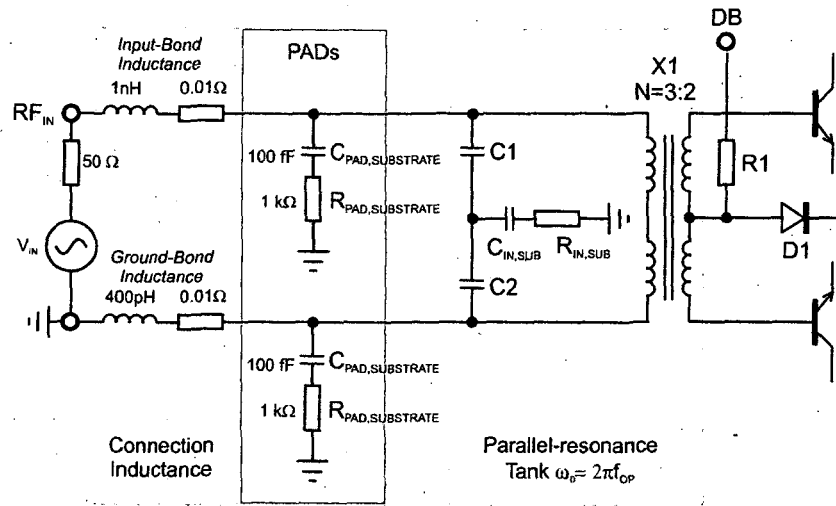 DB
Input-Bond
Inductance
PADs
X1
N=3:2
1nH
0.01Ω
RF_IN
50 Ω
100 fF
C_PAD,SUBSTRATE
C1
R1
1 kΩ
R_PAD,SUBSTRATE
V_IN
C_IN,SUB
R_IN,SUB
D1
Ground-Bond
Inductance
400pH
0.01Ω
C2
100 fF
C_PAD,SUBSTRATE
1 kΩ
R_PAD,SUBSTRATE
Connection
Inductance
Parallel-resonance
Tank ω₀= 2πf_OP